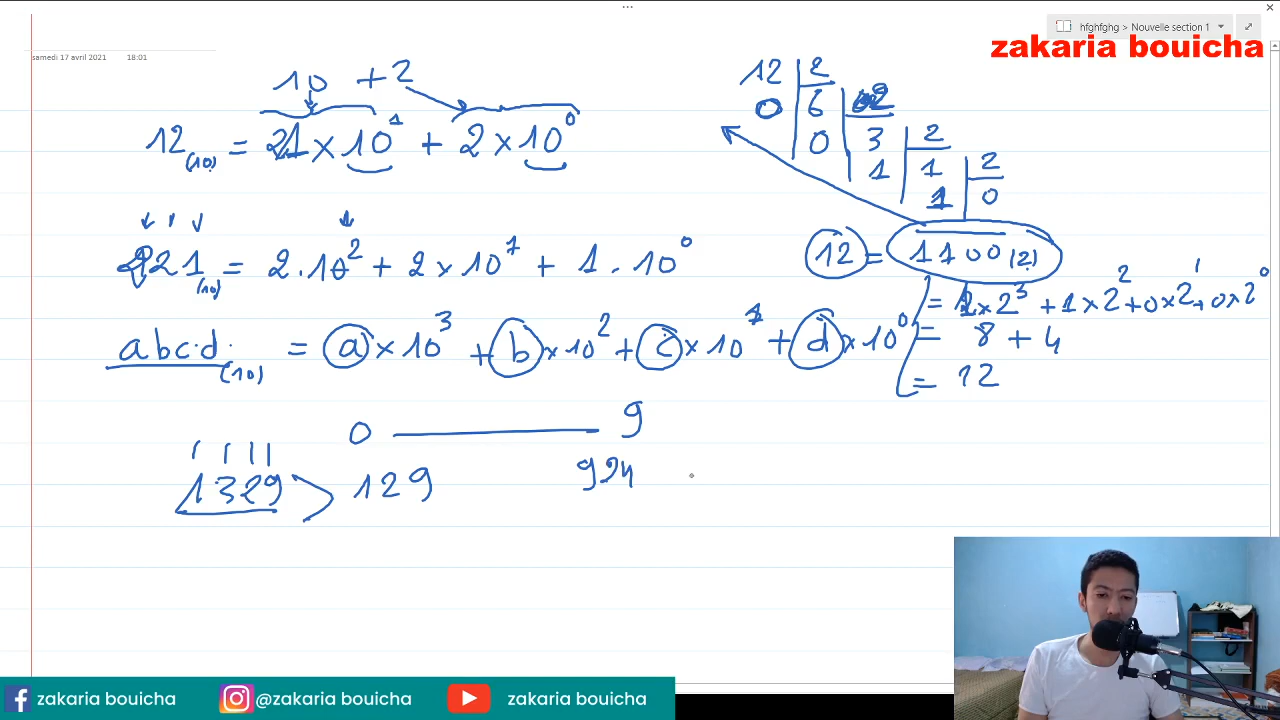 hfghfghg > Nouvelle section 1
zakaria bouicha
samedi 17 avril 2021 18:01
10 + 2
12(10) = 1 × 10¹ + 2 × 10⁰
221(10) = 2 . 10² + 2 × 10¹ + 1 . 10⁰
abcd(10) = a × 10³ + b × 10² + c × 10¹ + d × 10⁰
0 9
1329 > 129 924
12 2
0 6 2
0 3 2
1 1 2
1 0
12 = 1100(2)
= 1×2³ + 1×2² + 0×2¹ + 0×2⁰
= 8 + 4
= 12
zakaria bouicha @zakaria bouicha zakaria bouicha